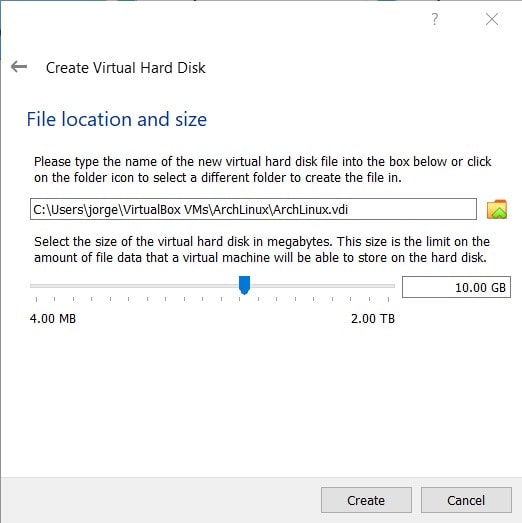 ?
Create Virtual Hard Disk
File location and size
Please type the name of the new virtual hard disk file into the box below or click
on the folder icon to select a different folder to create the file in.
C:\Users\jorge\VirtualBox VMs\ArchLinux\ArchLinux.vdi
Select the size of the virtual hard disk in megabytes. This size is the limit on the
amount of file data that a virtual machine will be able to store on the hard disk.
10.00 GB
4.00 MB 2.00 TB
Create Cancel